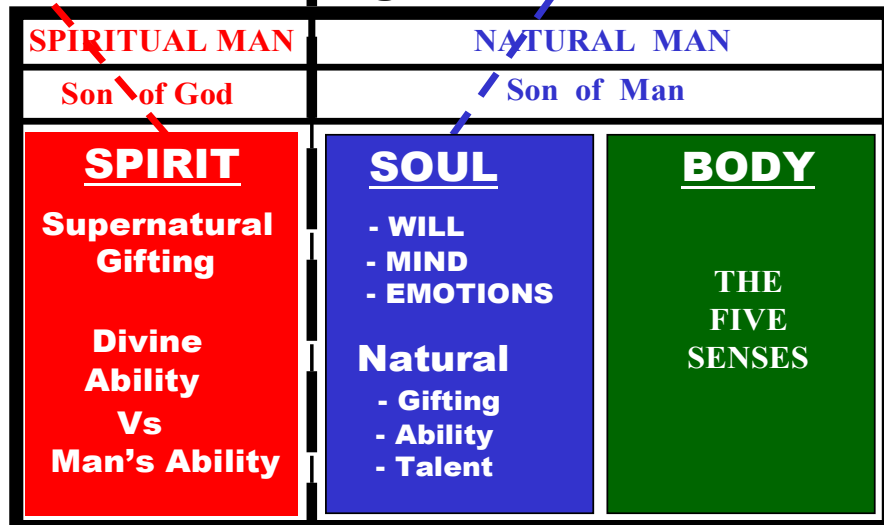 SPIRITUAL MAN
NATURAL MAN
Son of God
Son of Man
SPIRIT
Supernatural
Gifting
Divine
Ability
Vs
Man's Ability
SOUL
- WILL
- MIND
- EMOTIONS
Natural
- Gifting
- Ability
- Talent
BODY
THE
FIVE
SENSES